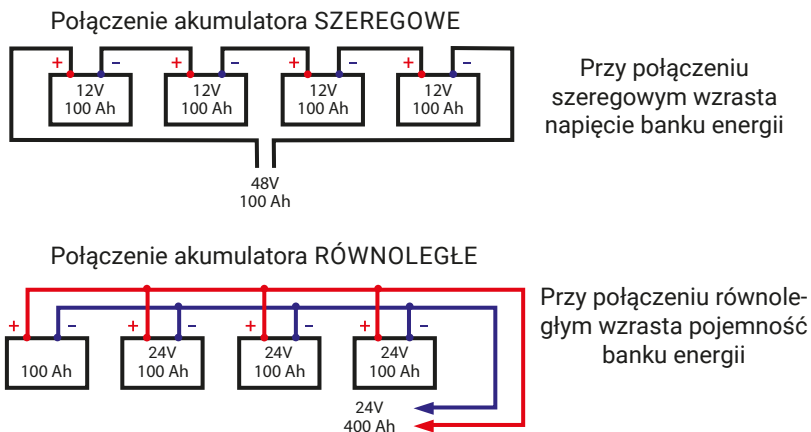 Połączenie akumulatora SZEREGOWE
+ − + − + − + −
12V 12V 12V 12V
100 Ah 100 Ah 100 Ah 100 Ah
48V
100 Ah
Przy połączeniu
szeregowym wzrasta
napięcie banku energii
Połączenie akumulatora RÓWNOLEGŁE
+ − + − + − + −
24V 24V 24V
100 Ah 100 Ah 100 Ah 100 Ah
24V
400 Ah
Przy połączeniu równole-
głym wzrasta pojemność
banku energii